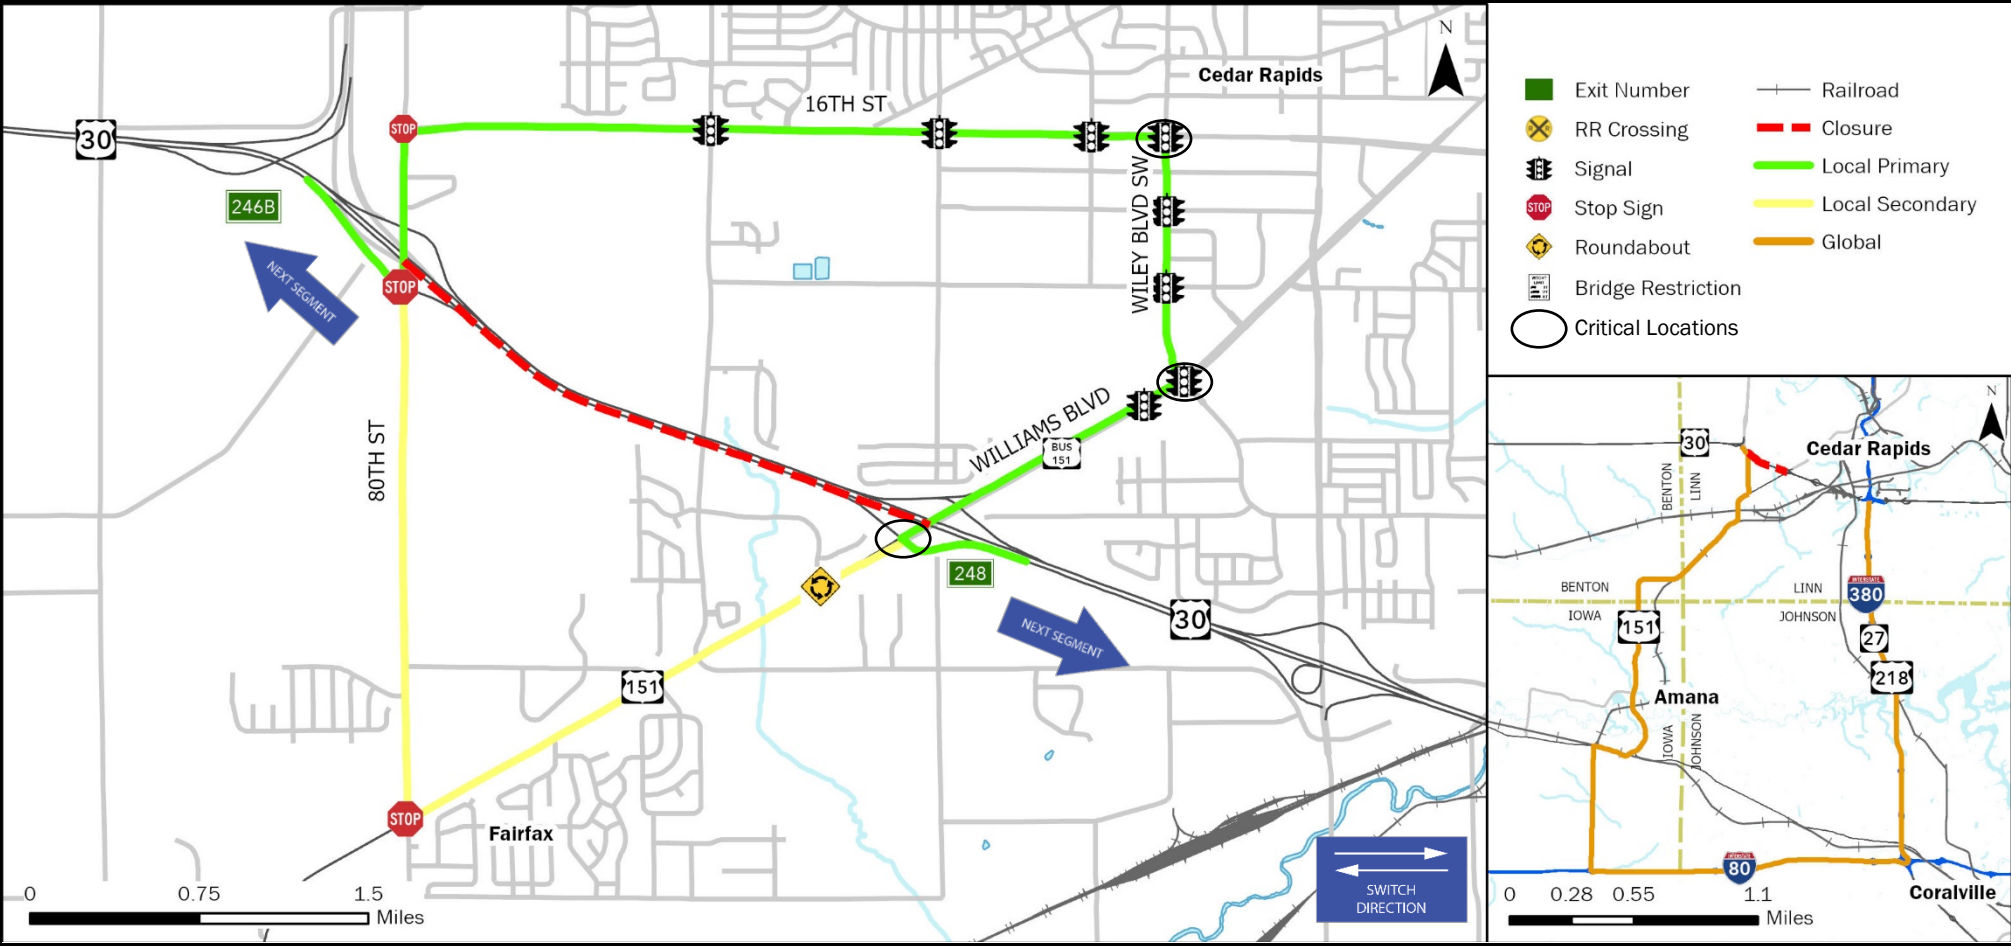 N
Cedar Rapids
16TH ST
STOP
30
246B
NEXT SEGMENT
STOP
WILEY BLVD SW
WILLIAMS BLVD
BUS
151
80TH ST
248
NEXT SEGMENT
30
151
STOP
Fairfax
0 0.75 1.5
Miles
SWITCH
DIRECTION
Exit Number
RR Crossing
Signal
STOP Stop Sign
Roundabout
Bridge Restriction
Critical Locations
Railroad
Closure
Local Primary
Local Secondary
Global
N
30
Cedar Rapids
BENTON
LINN
BENTON
IOWA
LINN
JOHNSON
INTERSTATE
380
151
27
218
Amana
IOWA
JOHNSON
INTERSTATE
80
Coralville
0 0.28 0.55 1.1
Miles